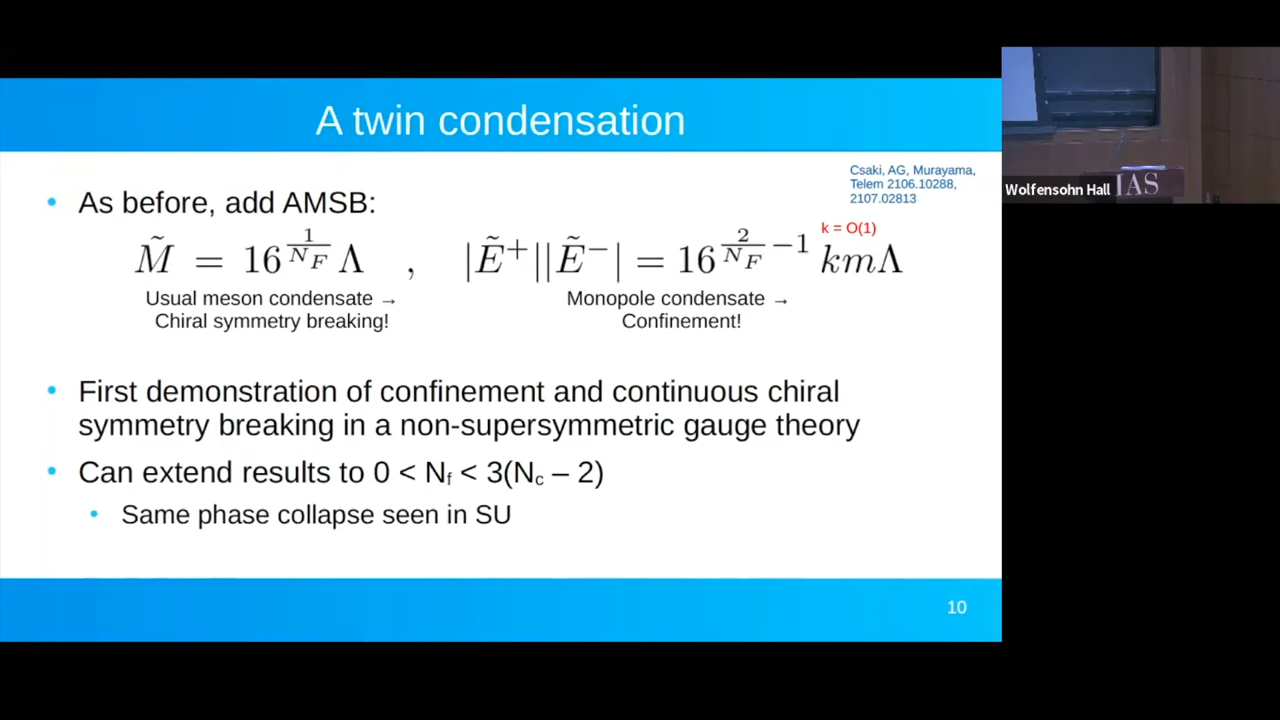 A twin condensation
Csaki, AG, Murayama,
Telem 2106.10288,
2107.02813
• As before, add AMSB:
k = O(1)
M̃ = 16^{1/N_F} Λ , |Ẽ⁺||Ẽ⁻| = 16^{2/N_F − 1} kmΛ
Usual meson condensate →
Chiral symmetry breaking!
Monopole condensate →
Confinement!
• First demonstration of confinement and continuous chiral
symmetry breaking in a non-supersymmetric gauge theory
• Can extend results to 0 < N_f < 3(N_c – 2)
• Same phase collapse seen in SU
10
Wolfensohn Hall
IAS